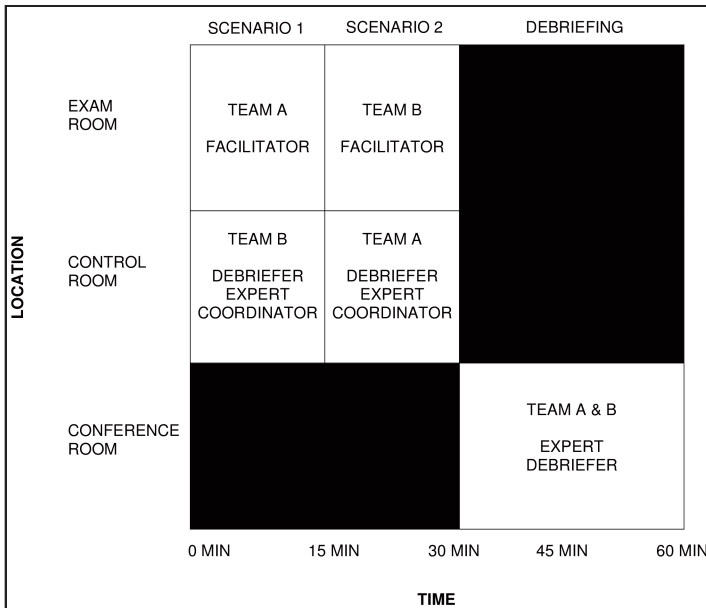 SCENARIO 1 SCENARIO 2 DEBRIEFING
EXAM
ROOM
TEAM A
FACILITATOR
TEAM B
FACILITATOR
LOCATION
CONTROL
ROOM
TEAM B
DEBRIEFER
EXPERT
COORDINATOR
TEAM A
DEBRIEFER
EXPERT
COORDINATOR
CONFERENCE
ROOM
TEAM A & B
EXPERT
DEBRIEFER
0 MIN 15 MIN 30 MIN 45 MIN 60 MIN
TIME